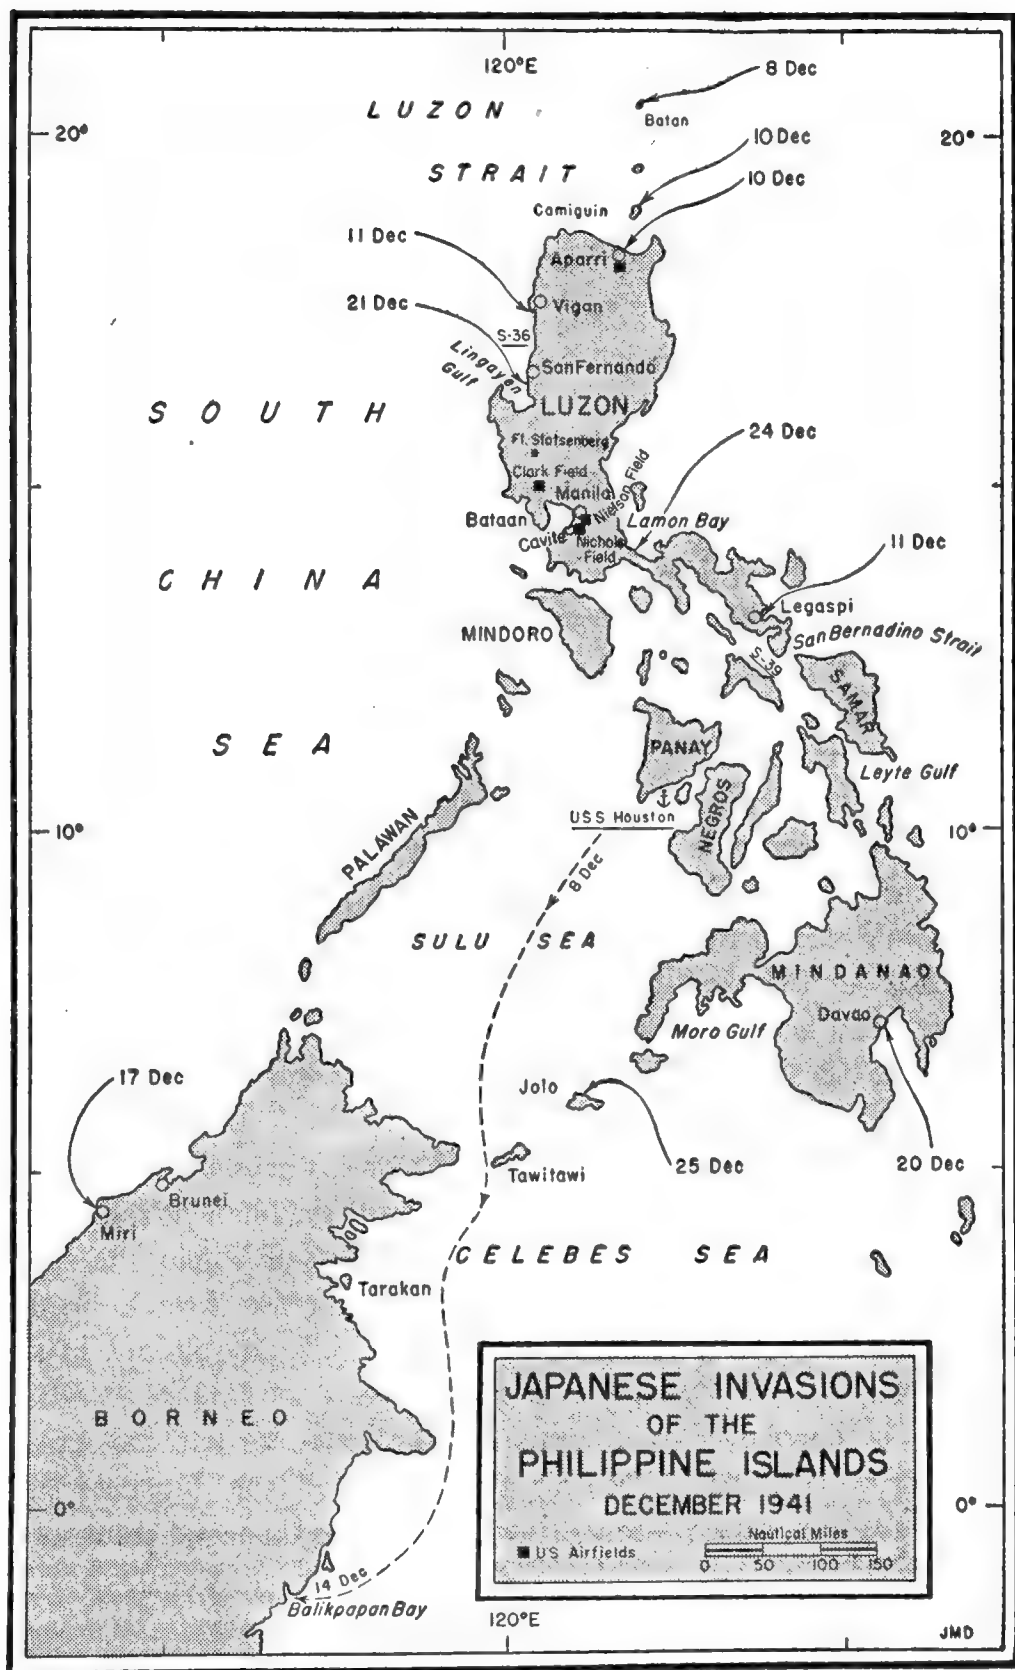 120°E
8 Dec
LUZON
Batan
20°
20°
10 Dec
STRAIT
10 Dec
Camiguin
11 Dec
Aparri
21 Dec
Vigan
S-36
Lingayen
Gulf
San Fernando
SOUTH
LUZON
24 Dec
Ft. Stotsenberg
Clark Field
Manila
Nielson Field
Bataan
Lamon Bay
Cavite
Nichols
Field
11 Dec
CHINA
Legaspi
MINDORO
San Bernadino Strait
S-39
SAMAR
SEA
PANAY
Leyte Gulf
NEGROS
USS Houston
10°
10°
PALAWAN
8 Dec
SULU SEA
MINDANAO
Davao
Moro Gulf
17 Dec
Jolo
25 Dec
20 Dec
Tawitawi
Brunei
Miri
CELEBES SEA
Tarakan
JAPANESE INVASIONS
OF THE
PHILIPPINE ISLANDS
DECEMBER 1941
BORNEO
0°
0°
Nautical Miles
US Airfields
0 50 100 150
14 Dec
Balikpapan Bay
120°E
JMD